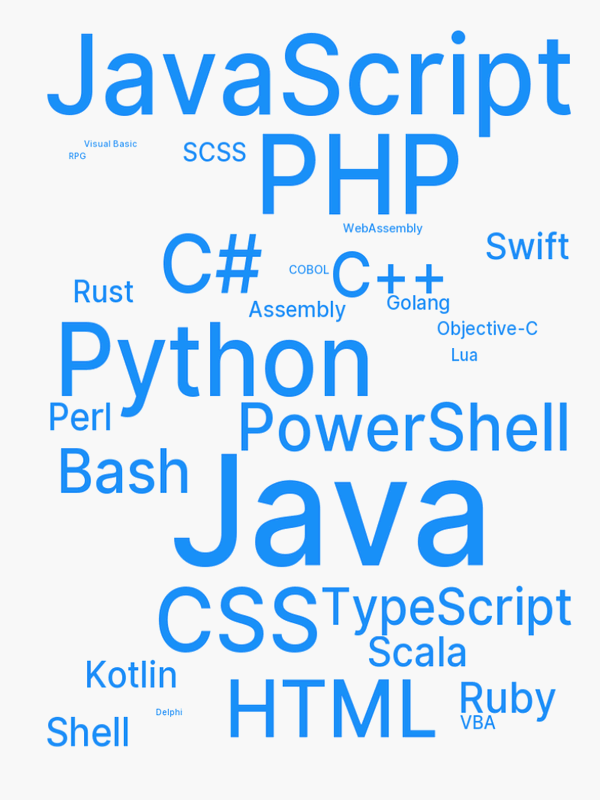 JavaScript
Visual Basic
RPG
SCSS
PHP
WebAssembly
Swift
C#
COBOL
C++
Rust
Assembly
Golang
Objective-C
Lua
Python
Perl
PowerShell
Bash
Java
CSS
TypeScript
Scala
Kotlin
HTML
Ruby
VBA
Delphi
Shell